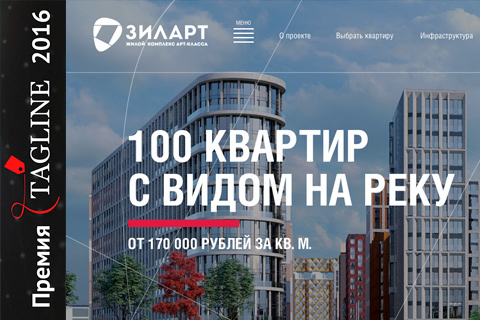 Премия TAGLINE 2016
ЗИЛАРТ
ЖИЛОЙ КОМПЛЕКС АРТ-КЛАССА
МЕНЮ
О проекте
Выбрать квартиру
Инфраструктура
100 КВАРТИР
С ВИДОМ НА РЕКУ
ОТ 170 000 РУБЛЕЙ ЗА КВ. М.